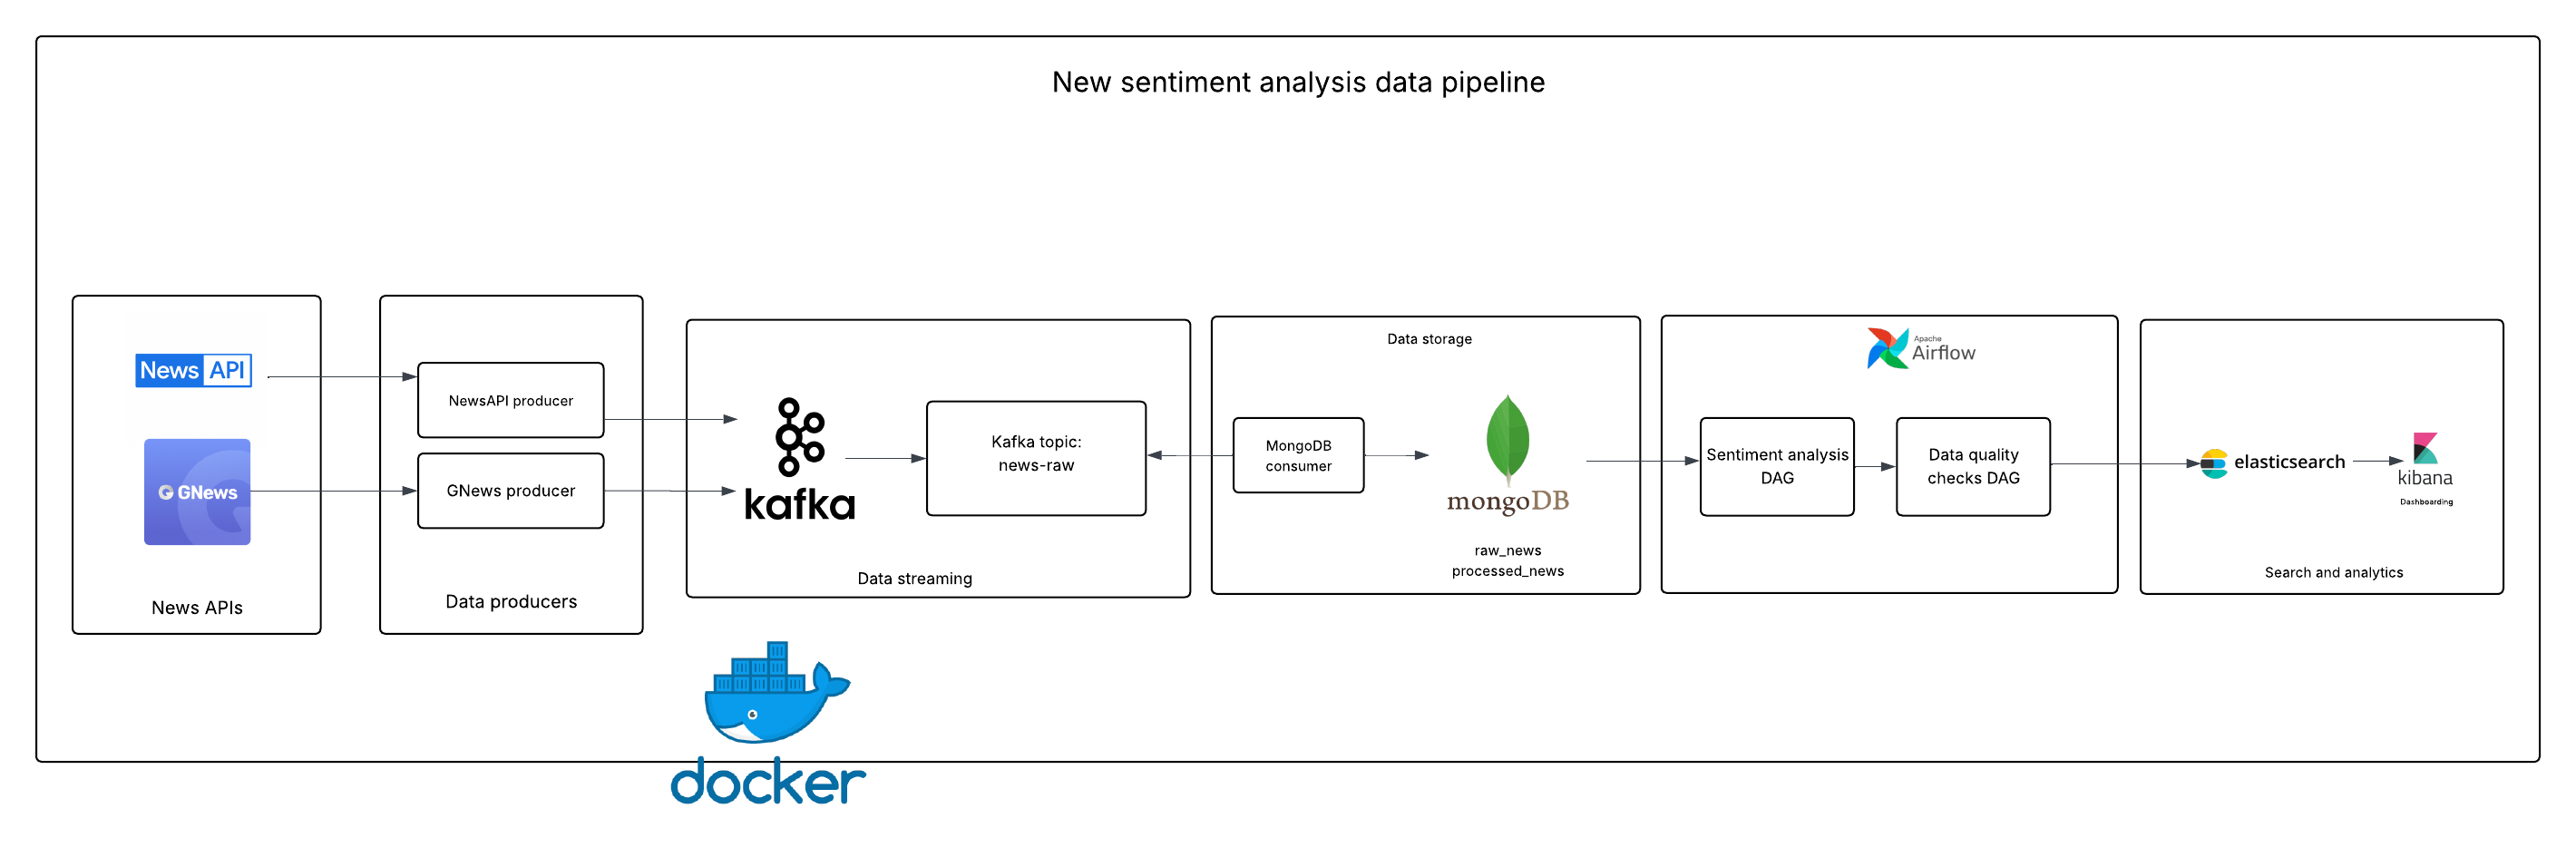 New sentiment analysis data pipeline
News API
GNews
News APIs
NewsAPI producer
GNews producer
Data producers
kafka
Kafka topic:
news-raw
Data streaming
Data storage
MongoDB
consumer
mongoDB
raw_news
processed_news
Apache
Airflow
Sentiment analysis
DAG
Data quality
checks DAG
elasticsearch
kibana
Dashboarding
Search and analytics
docker